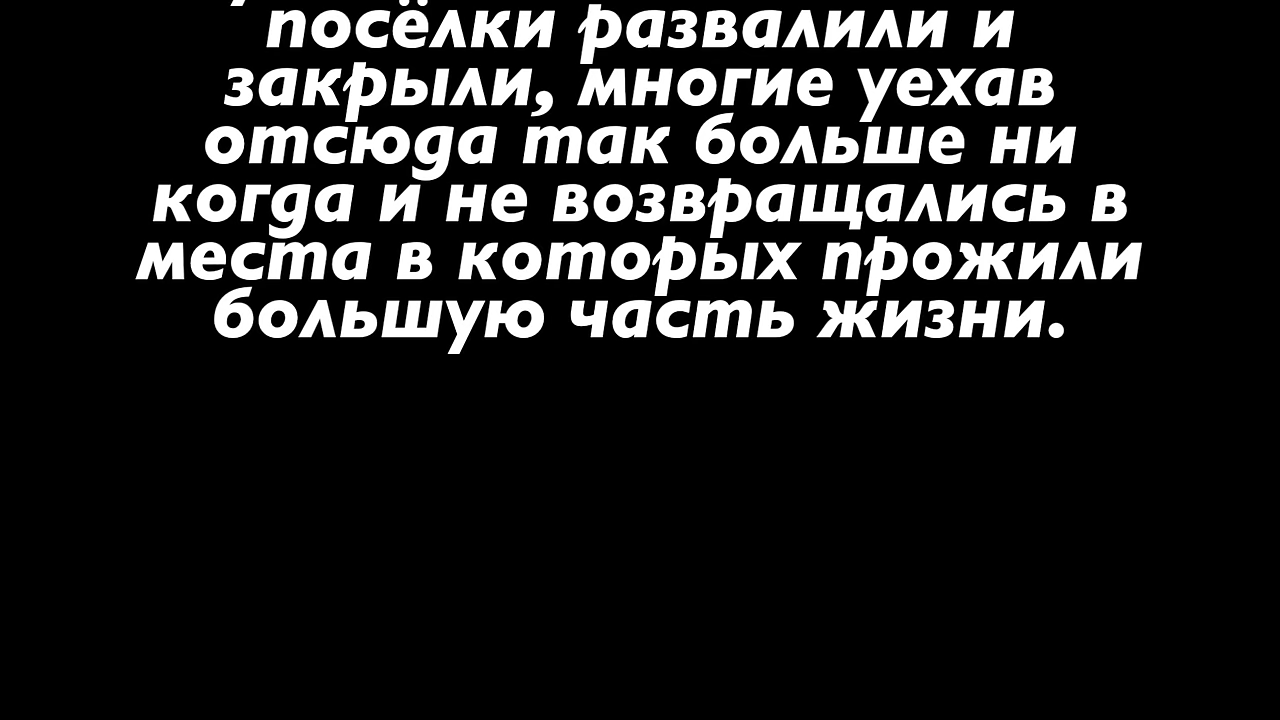 посёлки развалили и
закрыли, многие уехав
отсюда так больше ни
когда и не возвращались в
места в которых прожили
большую часть жизни.